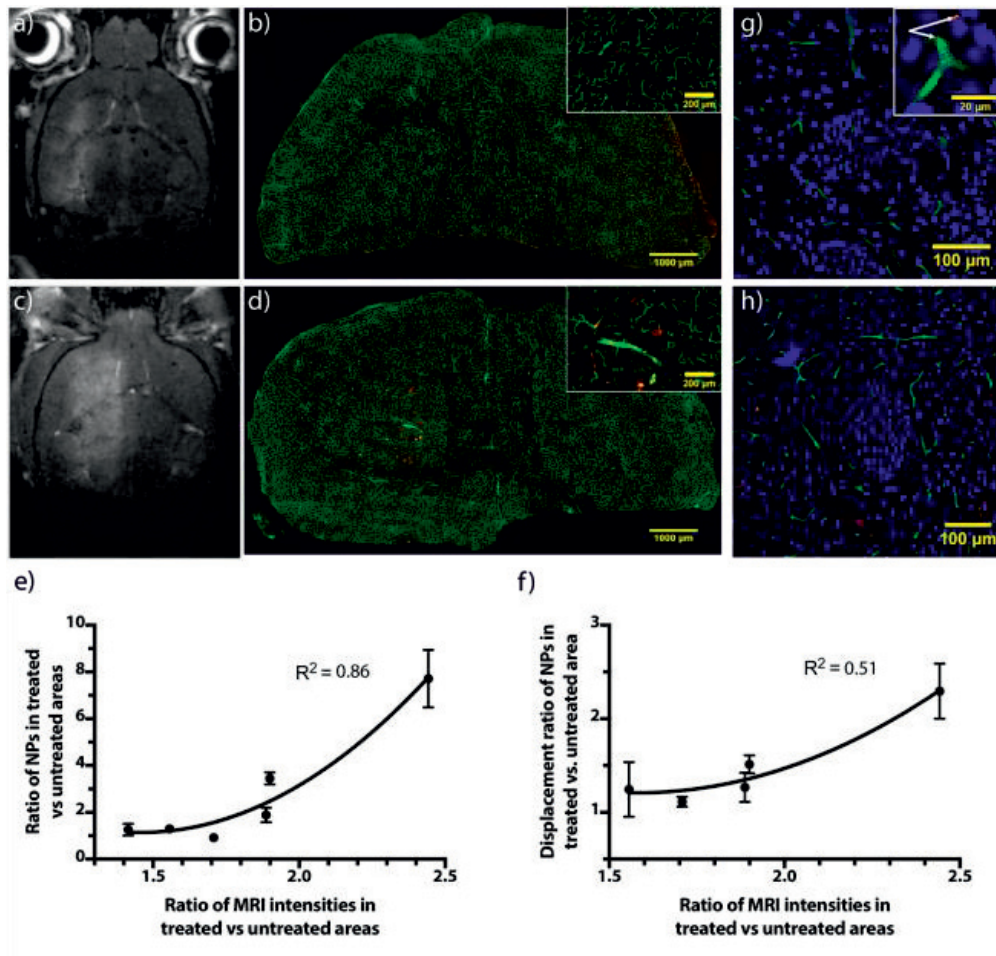 a)
b)
200 µm
1000 µm
g)
20 µm
100 µm
c)
d)
200 µm
1000 µm
h)
100 µm
e)
Ratio of NPs in treated
vs untreated areas
10
8
6
4
2
0
R² = 0.86
1.5
2.0
2.5
Ratio of MRI intensities in
treated vs untreated areas
f)
Displacement ratio of NPs in
treated vs. untreated area
3
2
1
R² = 0.51
1.5
2.0
2.5
Ratio of MRI intensities in
treated vs untreated areas